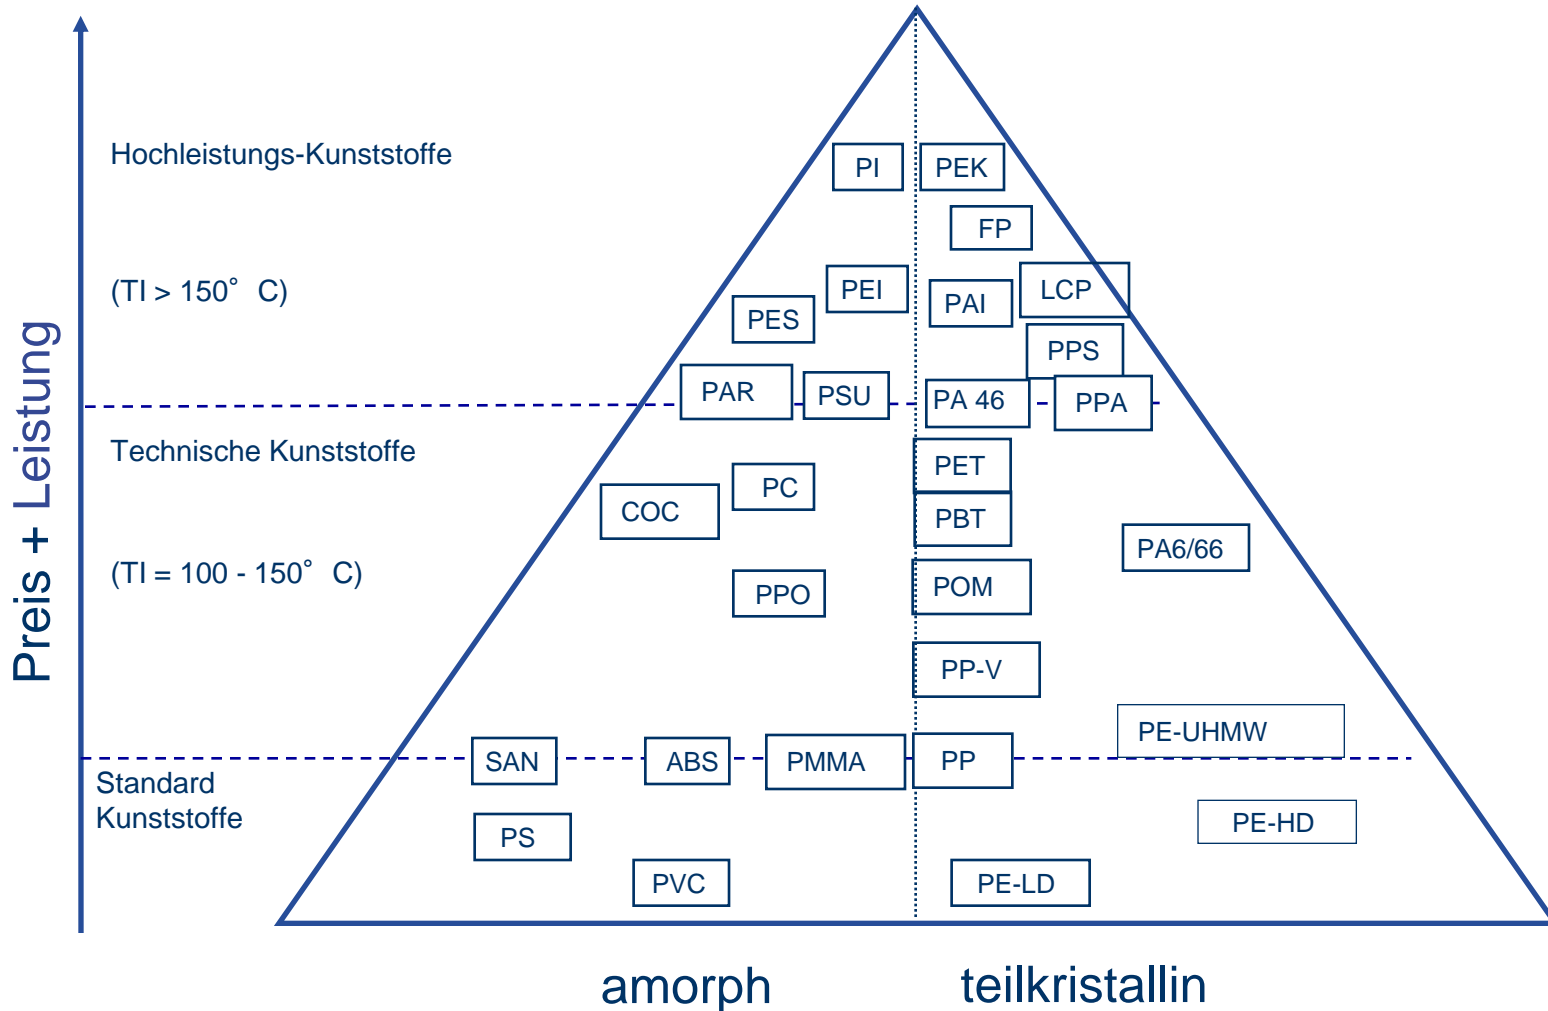 Preis + Leistung
Hochleistungs-Kunststoffe
(TI > 150° C)
Technische Kunststoffe
(TI = 100 - 150° C)
Standard
Kunststoffe
PI
PEK
FP
PEI
PAI
LCP
PES
PPS
PAR
PSU
PA 46
PPA
PET
PC
COC
PBT
PA6/66
PPO
POM
PP-V
PE-UHMW
SAN
ABS
PMMA
PP
PS
PE-HD
PVC
PE-LD
amorph
teilkristallin